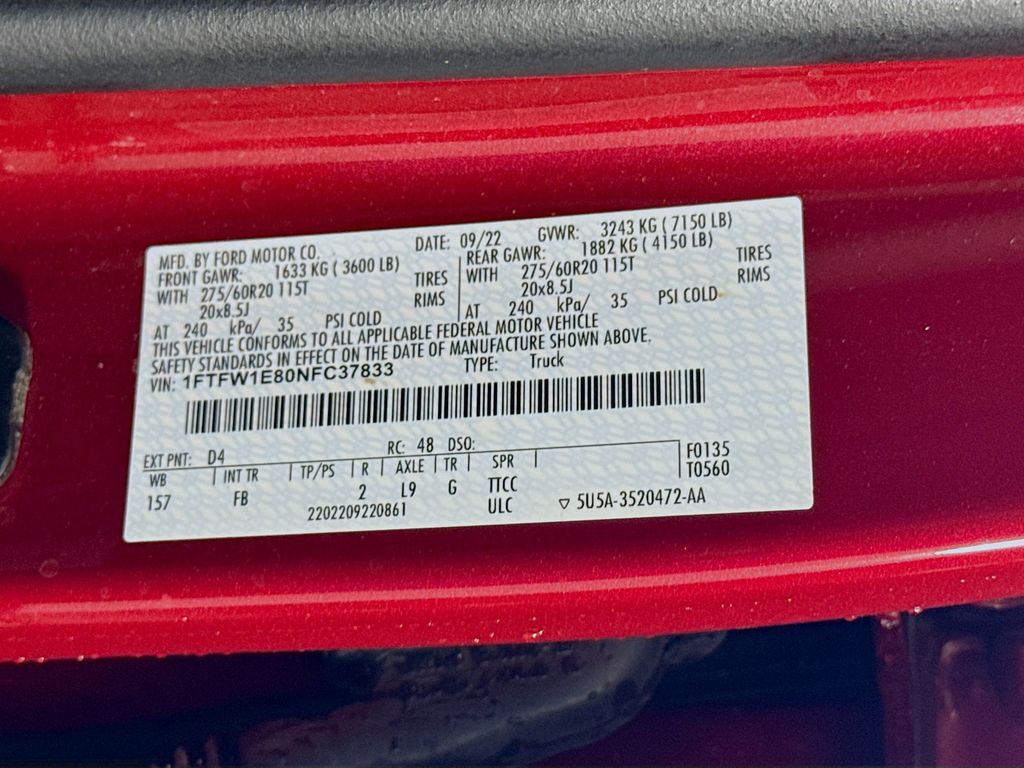 MFD. BY FORD MOTOR CO. DATE: 09/22 GVWR: 3243 KG ( 7150 LB)
FRONT GAWR: 1633 KG ( 3600 LB) REAR GAWR: 1882 KG ( 4150 LB)
WITH 275/60R20 115T TIRES WITH 275/60R20 115T TIRES
20x8.5J RIMS 20x8.5J RIMS
AT 240 kPa/ 35 PSI COLD AT 240 kPa/ 35 PSI COLD
THIS VEHICLE CONFORMS TO ALL APPLICABLE FEDERAL MOTOR VEHICLE
SAFETY STANDARDS IN EFFECT ON THE DATE OF MANUFACTURE SHOWN ABOVE.
VIN: 1FTFW1E80NFC37833 TYPE: Truck
EXT PNT: D4 RC: 48 DSO: F0135
WB INT TR TP/PS R AXLE TR SPR T0560
157 FB 2 L9 G TTCC
2202209220861 ULC ▽ 5U5A-3520472-AA